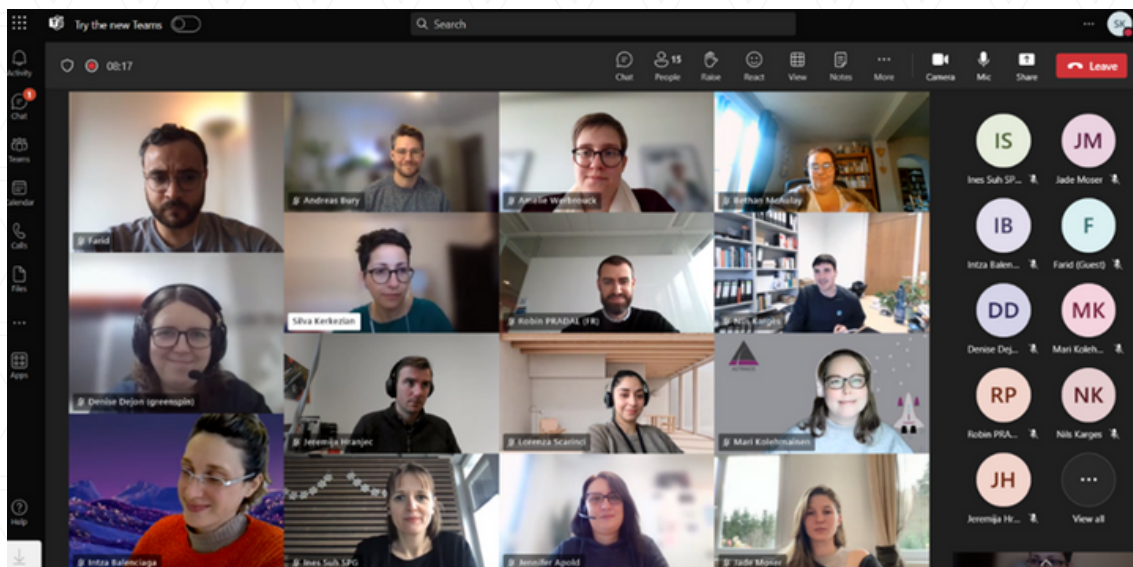 Try the new Teams
Search
SK
Activity
08:17
15
Chat
People
Raise
React
View
Notes
More
Camera
Mic
Share
Leave
1
Chat
Teams
Calendar
Calls
Files
Apps
Help
Farid
Andreas Bury
Amelie Werbrouck
Bethan McAulay
Silva Kerkezian
Robin PRADAL (FR)
Nils Karges
Denise Dejon (greenspin)
Jeremija Hranjec
Lorenza Scarinci
Mari Kolehmainen
Intza Balenciaga
Ines Suh SPG
Jennifer Apold
Jade Moser
IS
JM
Ines Suh SP...
Jade Moser
IB
F
Intza Balen...
Farid (Guest)
DD
MK
Denise Dej...
Mari Koleh...
RP
NK
Robin PRA...
Nils Karges
JH
Jeremija Hr...
View all